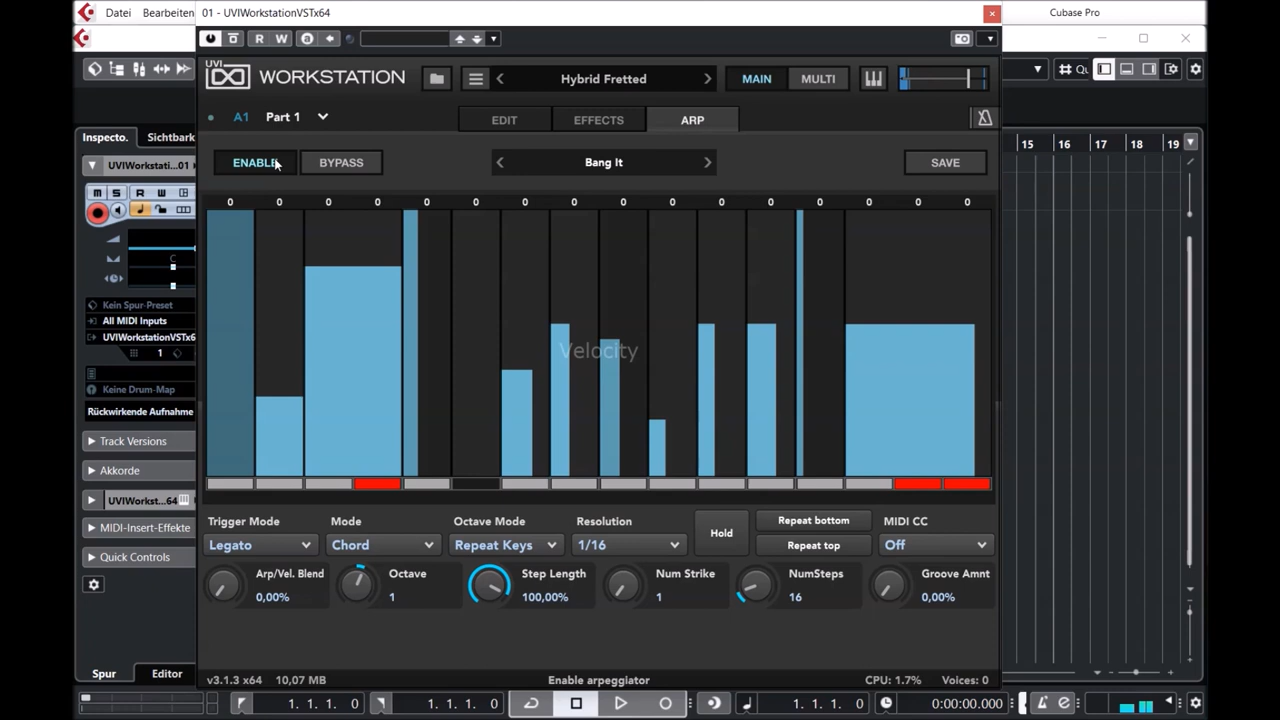 Datei
Bearbeiten
01 - UVIWorkstationVSTx64
Cubase Pro
R W
UVI
WORKSTATION
Hybrid Fretted
MAIN
MULTI
QU
A1 Part 1
EDIT
EFFECTS
ARP
Inspecto.
Sichtbark
15 16 17 18 19
UVIWorkstati...01
ENABLE
BYPASS
Bang It
SAVE
m S R W
0 0 0 0 0 0 0 0 0 0 0 0 0 0 0 0
C
Kein Spur-Preset
All MIDI Inputs
UVIWorkstationVSTx6
1
Velocity
Keine Drum-Map
Rückwirkende Aufnahme
Track Versions
Akkorde
UVIWorkst...64
MIDI-Insert-Effekte
Quick Controls
Trigger Mode
Mode
Octave Mode
Resolution
Hold
Repeat bottom
MIDI CC
Legato
Chord
Repeat Keys
1/16
Repeat top
Off
Arp/Vel. Blend
Octave
Step Length
Num Strike
NumSteps
Groove Amnt
0,00%
1
100,00%
1
16
0,00%
Spur
Editor
v3.1.3 x64
10,07 MB
Enable arpeggiator
CPU: 1.7%
Voices: 0
1. 1. 1. 0
1. 1. 1. 0
1. 1. 1. 0
0:00:00.000